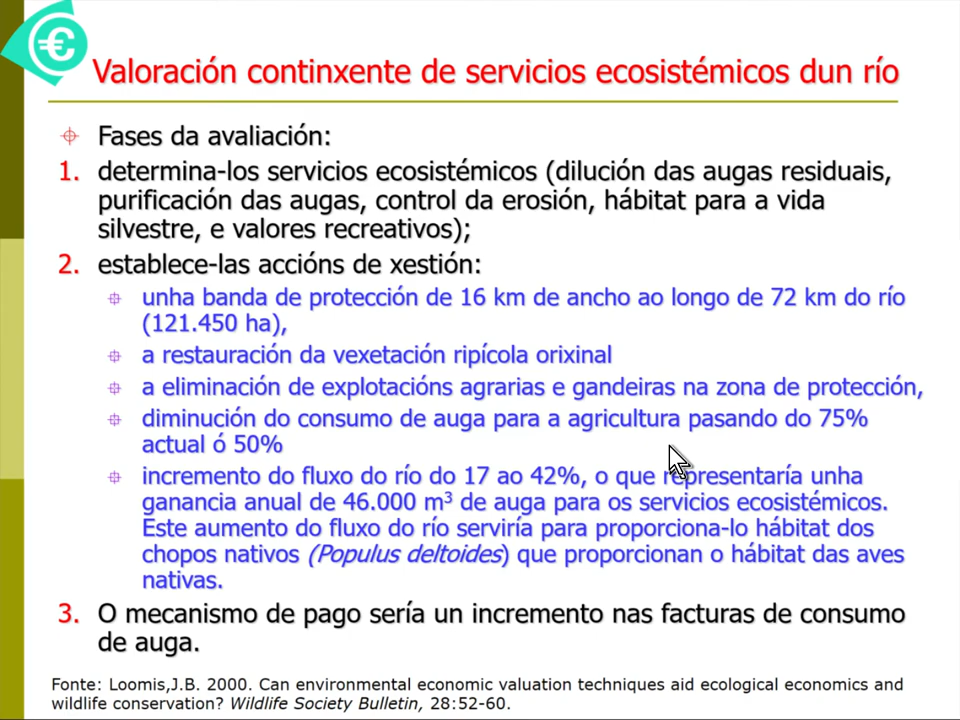 €
Valoración continxente de servicios ecosistémicos dun río
Fases da avaliación:
1. determina-los servicios ecosistémicos (dilución das augas residuais,
purificación das augas, control da erosión, hábitat para a vida
silvestre, e valores recreativos);
2. establece-las accións de xestión:
unha banda de protección de 16 km de ancho ao longo de 72 km do río
(121.450 ha),
a restauración da vexetación ripícola orixinal
a eliminación de explotacións agrarias e gandeiras na zona de protección,
diminución do consumo de auga para a agricultura pasando do 75%
actual ó 50%
incremento do fluxo do río do 17 ao 42%, o que representaría unha
ganancia anual de 46.000 m³ de auga para os servicios ecosistémicos.
Este aumento do fluxo do río serviría para proporciona-lo hábitat dos
chopos nativos (Populus deltoides) que proporcionan o hábitat das aves
nativas.
3. O mecanismo de pago sería un incremento nas facturas de consumo
de auga.
Fonte: Loomis,J.B. 2000. Can environmental economic valuation techniques aid ecological economics and
wildlife conservation? Wildlife Society Bulletin, 28:52-60.